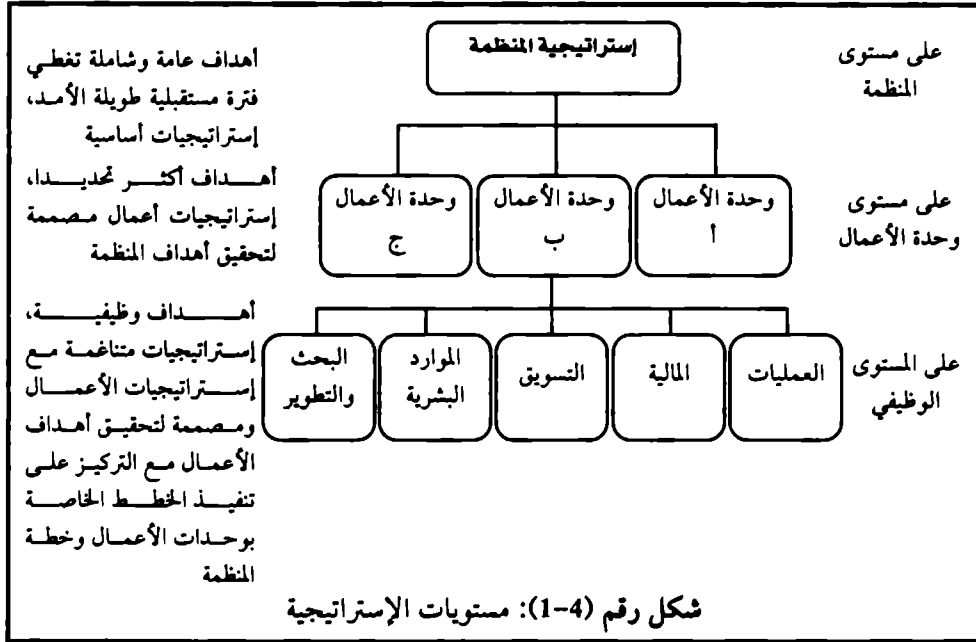 على مستوى
المنظمة
إستراتيجية المنظمة
أهداف عامة وشاملة تغطي
فترة مستقبلية طويلة الأمد،
إستراتيجيات أساسية
على مستوى
وحدة الأعمال
وحدة الأعمال
أ
وحدة الأعمال
ب
وحدة الأعمال
ج
أهداف أكثر تحديدا،
إستراتيجيات أعمال مصممة
لتحقيق أهداف المنظمة
على المستوى
الوظيفي
العمليات
المالية
التسويق
الموارد
البشرية
البحث
والتطوير
أهداف وظيفية،
إستراتيجيات متناغمة مع
إستراتيجيات الأعمال
ومصممة لتحقيق أهداف
الأعمال مع التركيز على
تنفيذ الخطط الخاصة
بوحدات الأعمال وخطة
المنظمة
شكل رقم (4-1): مستويات الإستراتيجية